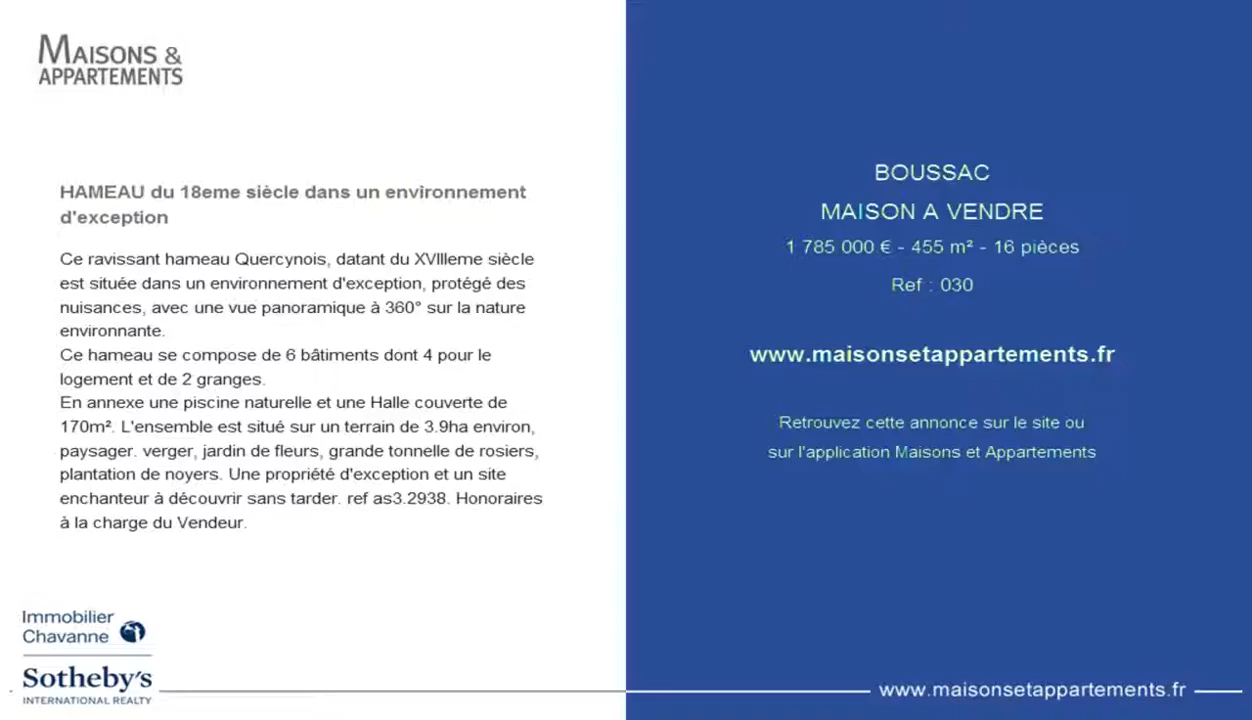 MAISONS &
APPARTEMENTS
HAMEAU du 18eme siècle dans un environnement
d'exception
Ce ravissant hameau Quercynois, datant du XVIIIeme siècle
est située dans un environnement d'exception, protégé des
nuisances, avec une vue panoramique à 360° sur la nature
environnante.
Ce hameau se compose de 6 bâtiments dont 4 pour le
logement et de 2 granges.
En annexe une piscine naturelle et une Halle couverte de
170m². L'ensemble est situé sur un terrain de 3.9ha environ,
paysager. verger, jardin de fleurs, grande tonnelle de rosiers,
plantation de noyers. Une propriété d'exception et un site
enchanteur à découvrir sans tarder. ref as3.2938. Honoraires
à la charge du Vendeur.
Immobilier
Chavanne
Sotheby's
INTERNATIONAL REALTY
BOUSSAC
MAISON A VENDRE
1 785 000 € - 455 m² - 16 pièces
Ref : 030
www.maisonsetappartements.fr
Retrouvez cette annonce sur le site ou
sur l'application Maisons et Appartements
www.maisonsetappartements.fr